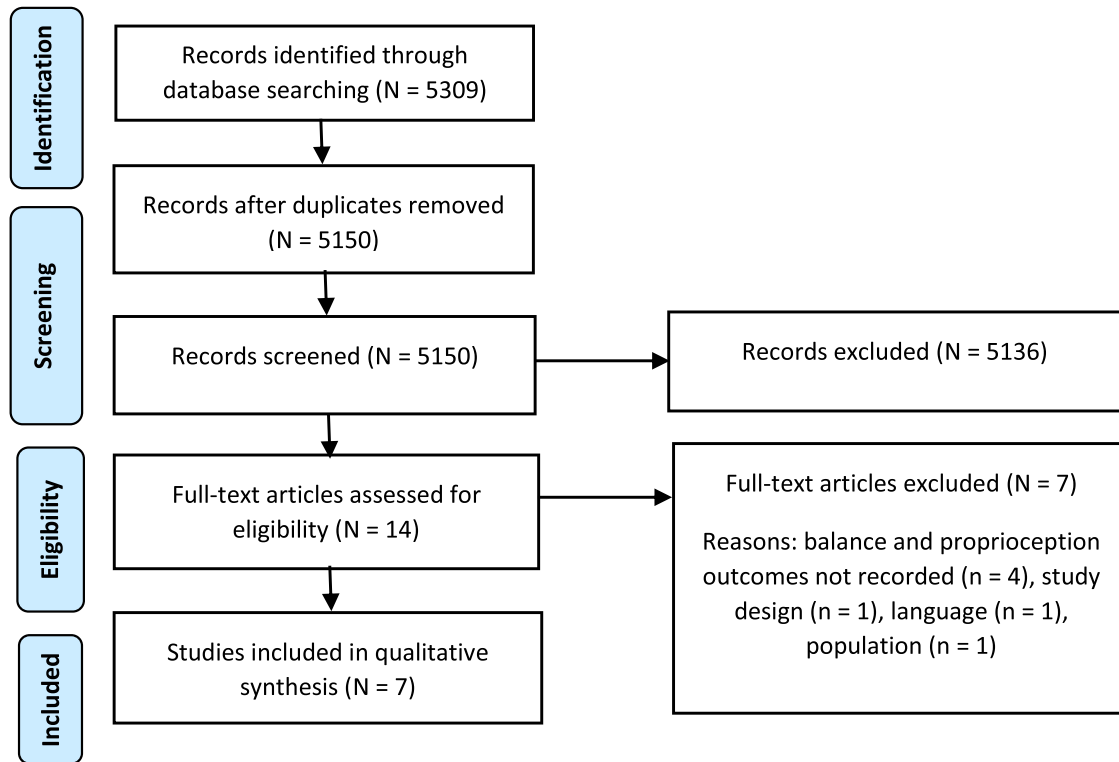 Identification
Records identified through
database searching (N = 5309)
Records after duplicates removed
(N = 5150)
Screening
Records screened (N = 5150)
Records excluded (N = 5136)
Eligibility
Full-text articles assessed for
eligibility (N = 14)
Full-text articles excluded (N = 7)
Reasons: balance and proprioception
outcomes not recorded (n = 4), study
design (n = 1), language (n = 1),
population (n = 1)
Included
Studies included in qualitative
synthesis (N = 7)